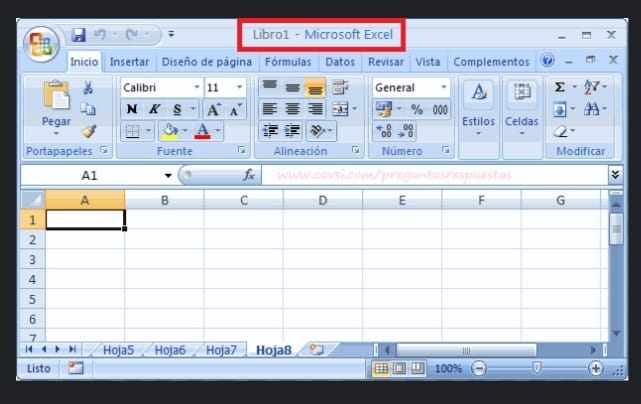 Libro1 - Microsoft Excel
Inicio Insertar Diseño de página Fórmulas Datos Revisar Vista Complementos
Calibri 11 General
Pegar N K S A A % 000 Estilos Celdas Σ
A
Portapapeles Fuente Alineación Número Modificar
A1 fx www.cavsi.com/preguntasrespuestas
A B C D E F G
1
2
3
4
5
6
7
Hoja5 Hoja6 Hoja7 Hoja8
Listo 100%